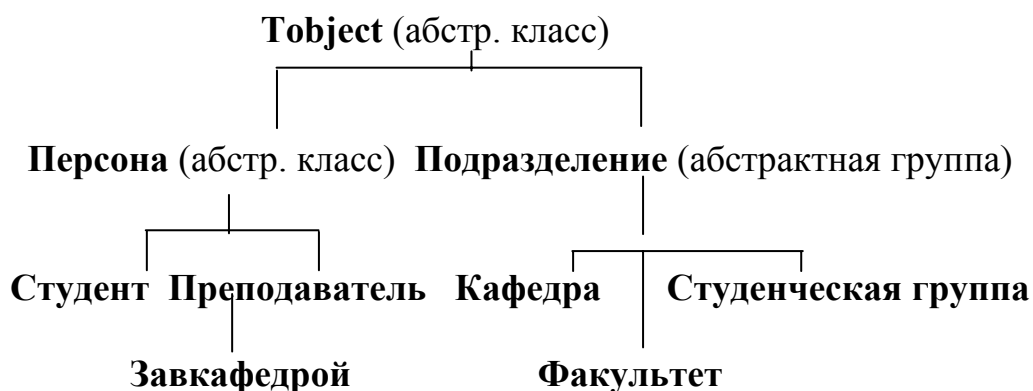 Tobject (абстр. класс)
Персона (абстр. класс) Подразделение (абстрактная группа)
Студент Преподаватель Кафедра Студенческая группа
Завкафедрой Факультет